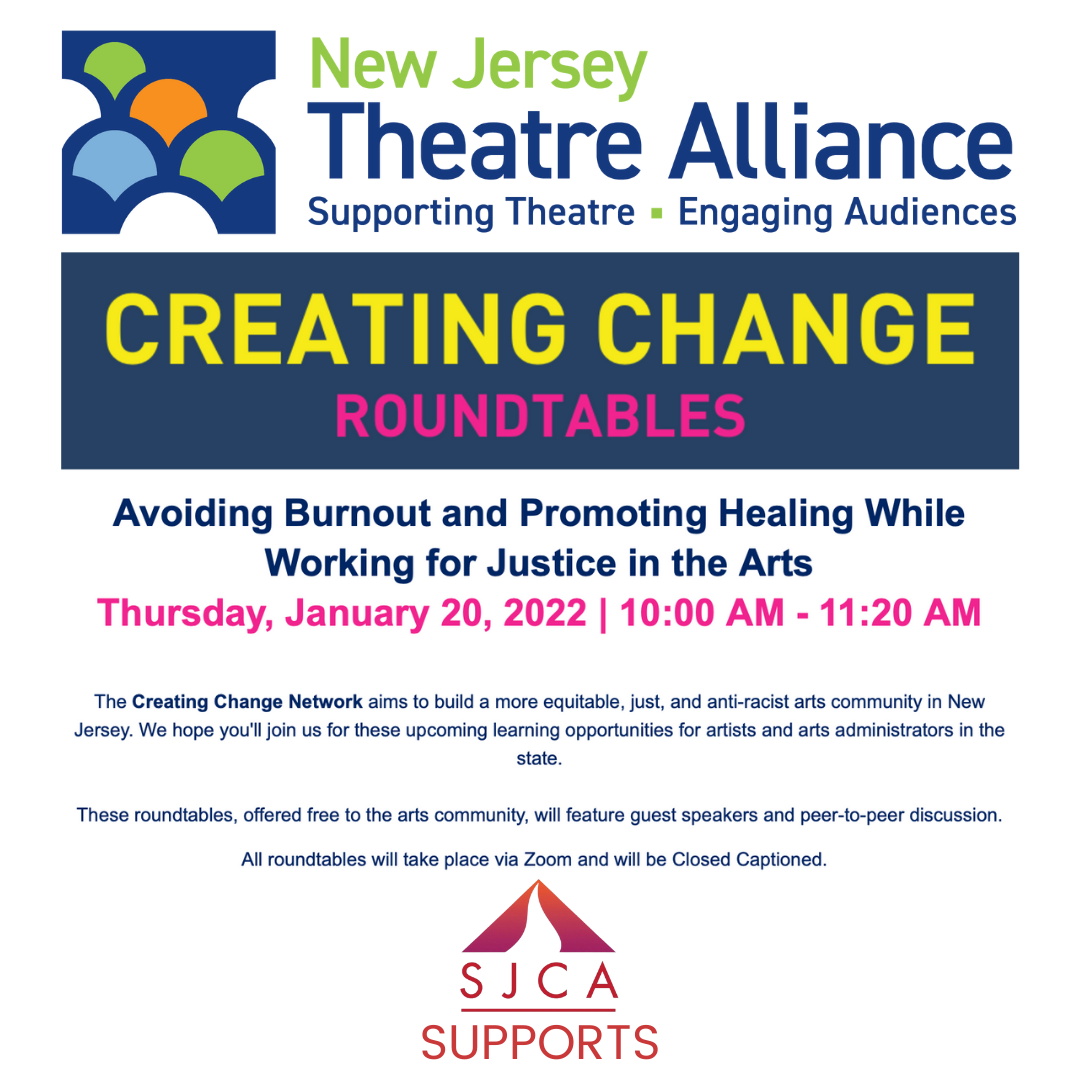 New Jersey
Theatre Alliance
Supporting Theatre ▪ Engaging Audiences
CREATING CHANGE
ROUNDTABLES
Avoiding Burnout and Promoting Healing While
Working for Justice in the Arts
Thursday, January 20, 2022 | 10:00 AM - 11:20 AM
The Creating Change Network aims to build a more equitable, just, and anti-racist arts community in New
Jersey. We hope you'll join us for these upcoming learning opportunities for artists and arts administrators in the
state.
These roundtables, offered free to the arts community, will feature guest speakers and peer-to-peer discussion.
All roundtables will take place via Zoom and will be Closed Captioned.
SJCA
SUPPORTS